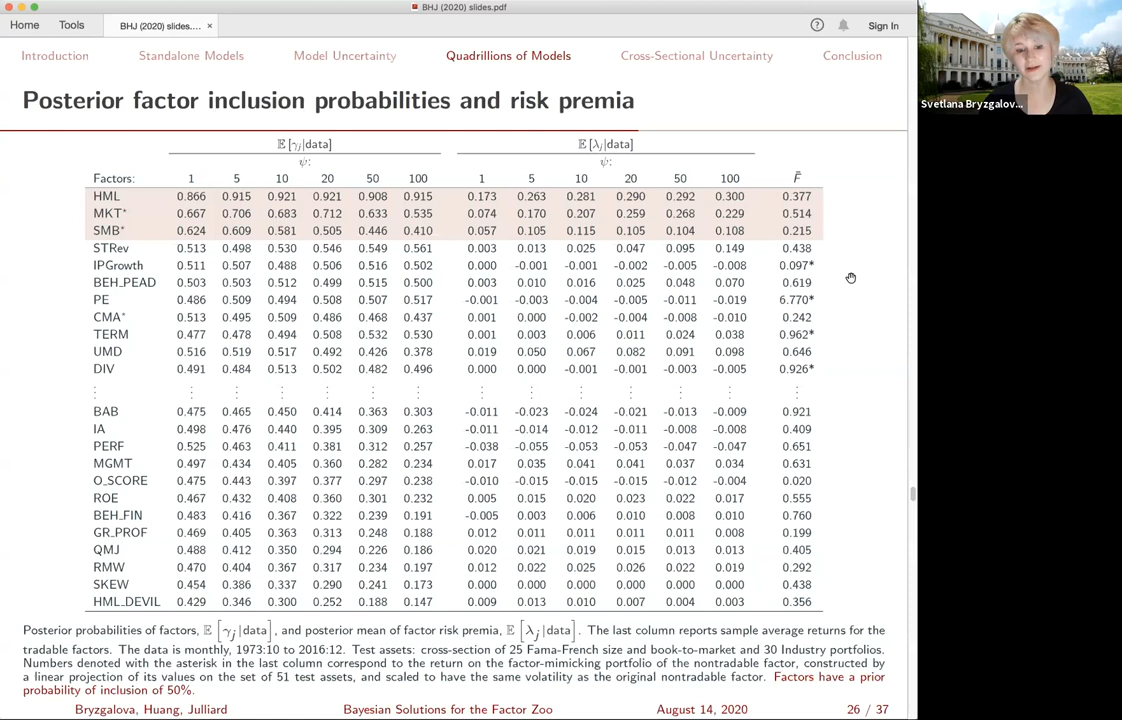 BHJ (2020) slides.pdf
Home Tools BHJ (2020) slides.... × Sign In
Introduction Standalone Models Model Uncertainty Quadrillions of Models Cross-Sectional Uncertainty Conclusion
Svetlana Bryzgalov...
Posterior factor inclusion probabilities and risk premia
𝔼 [γj|data] 𝔼 [λj|data]
ψ: ψ:
Factors: 1 5 10 20 50 100 1 5 10 20 50 100 F̄
HML 0.866 0.915 0.921 0.921 0.908 0.915 0.173 0.263 0.281 0.290 0.292 0.300 0.377
MKT* 0.667 0.706 0.683 0.712 0.633 0.535 0.074 0.170 0.207 0.259 0.268 0.229 0.514
SMB* 0.624 0.609 0.581 0.505 0.446 0.410 0.057 0.105 0.115 0.105 0.104 0.108 0.215
STRev 0.513 0.498 0.530 0.546 0.549 0.561 0.003 0.013 0.025 0.047 0.095 0.149 0.438
IPGrowth 0.511 0.507 0.488 0.506 0.516 0.502 0.000 -0.001 -0.001 -0.002 -0.005 -0.008 0.097*
BEH_PEAD 0.503 0.503 0.512 0.499 0.515 0.500 0.003 0.010 0.016 0.025 0.048 0.070 0.619
PE 0.486 0.509 0.494 0.508 0.507 0.517 -0.001 -0.003 -0.004 -0.005 -0.011 -0.019 6.770*
CMA* 0.513 0.495 0.509 0.486 0.468 0.437 0.001 0.000 -0.002 -0.004 -0.008 -0.010 0.242
TERM 0.477 0.478 0.494 0.508 0.532 0.530 0.001 0.003 0.006 0.011 0.024 0.038 0.962*
UMD 0.516 0.519 0.517 0.492 0.426 0.378 0.019 0.050 0.067 0.082 0.091 0.098 0.646
DIV 0.491 0.484 0.513 0.502 0.482 0.496 0.000 0.000 -0.001 -0.001 -0.003 -0.005 0.926*
⋮ ⋮ ⋮ ⋮ ⋮ ⋮ ⋮ ⋮ ⋮ ⋮ ⋮ ⋮ ⋮ ⋮
BAB 0.475 0.465 0.450 0.414 0.363 0.303 -0.011 -0.023 -0.024 -0.021 -0.013 -0.009 0.921
IA 0.498 0.476 0.440 0.395 0.309 0.263 -0.011 -0.014 -0.012 -0.011 -0.008 -0.008 0.409
PERF 0.525 0.463 0.411 0.381 0.312 0.257 -0.038 -0.055 -0.053 -0.053 -0.047 -0.047 0.651
MGMT 0.497 0.434 0.405 0.360 0.282 0.234 0.017 0.035 0.041 0.041 0.037 0.034 0.631
O_SCORE 0.475 0.443 0.397 0.377 0.297 0.238 -0.010 -0.015 -0.015 -0.015 -0.012 -0.004 0.020
ROE 0.467 0.432 0.408 0.360 0.301 0.232 0.005 0.015 0.020 0.023 0.022 0.017 0.555
BEH_FIN 0.483 0.416 0.367 0.322 0.239 0.191 -0.005 0.003 0.006 0.010 0.008 0.010 0.760
GR_PROF 0.469 0.405 0.363 0.313 0.248 0.188 0.012 0.011 0.011 0.011 0.011 0.008 0.199
QMJ 0.488 0.412 0.350 0.294 0.226 0.186 0.020 0.021 0.019 0.015 0.013 0.013 0.405
RMW 0.470 0.404 0.367 0.317 0.234 0.197 0.012 0.022 0.025 0.026 0.022 0.019 0.292
SKEW 0.454 0.386 0.337 0.290 0.241 0.173 0.000 0.000 0.000 0.000 0.000 0.000 0.438
HML_DEVIL 0.429 0.346 0.300 0.252 0.188 0.147 0.009 0.013 0.010 0.007 0.004 0.003 0.356
Posterior probabilities of factors, 𝔼 [γj|data], and posterior mean of factor risk premia, 𝔼 [λj|data]. The last column reports sample average returns for the
tradable factors. The data is monthly, 1973:10 to 2016:12. Test assets: cross-section of 25 Fama-French size and book-to-market and 30 Industry portfolios.
Numbers denoted with the asterisk in the last column correspond to the return on the factor-mimicking portfolio of the nontradable factor, constructed by
a linear projection of its values on the set of 51 test assets, and scaled to have the same volatility as the original nontradable factor. Factors have a prior
probability of inclusion of 50%.
Bryzgalova, Huang, Julliard Bayesian Solutions for the Factor Zoo August 14, 2020 26 / 37